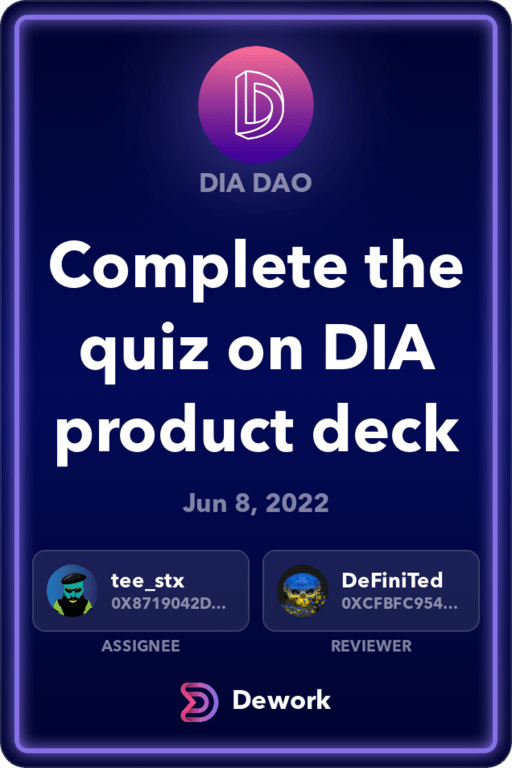 DIA DAO
Complete the
quiz on DIA
product deck
Jun 8, 2022
tee_stx
0X8719042D...
ASSIGNEE
DeFiniTed
0XCFBFC954...
REVIEWER
Dework